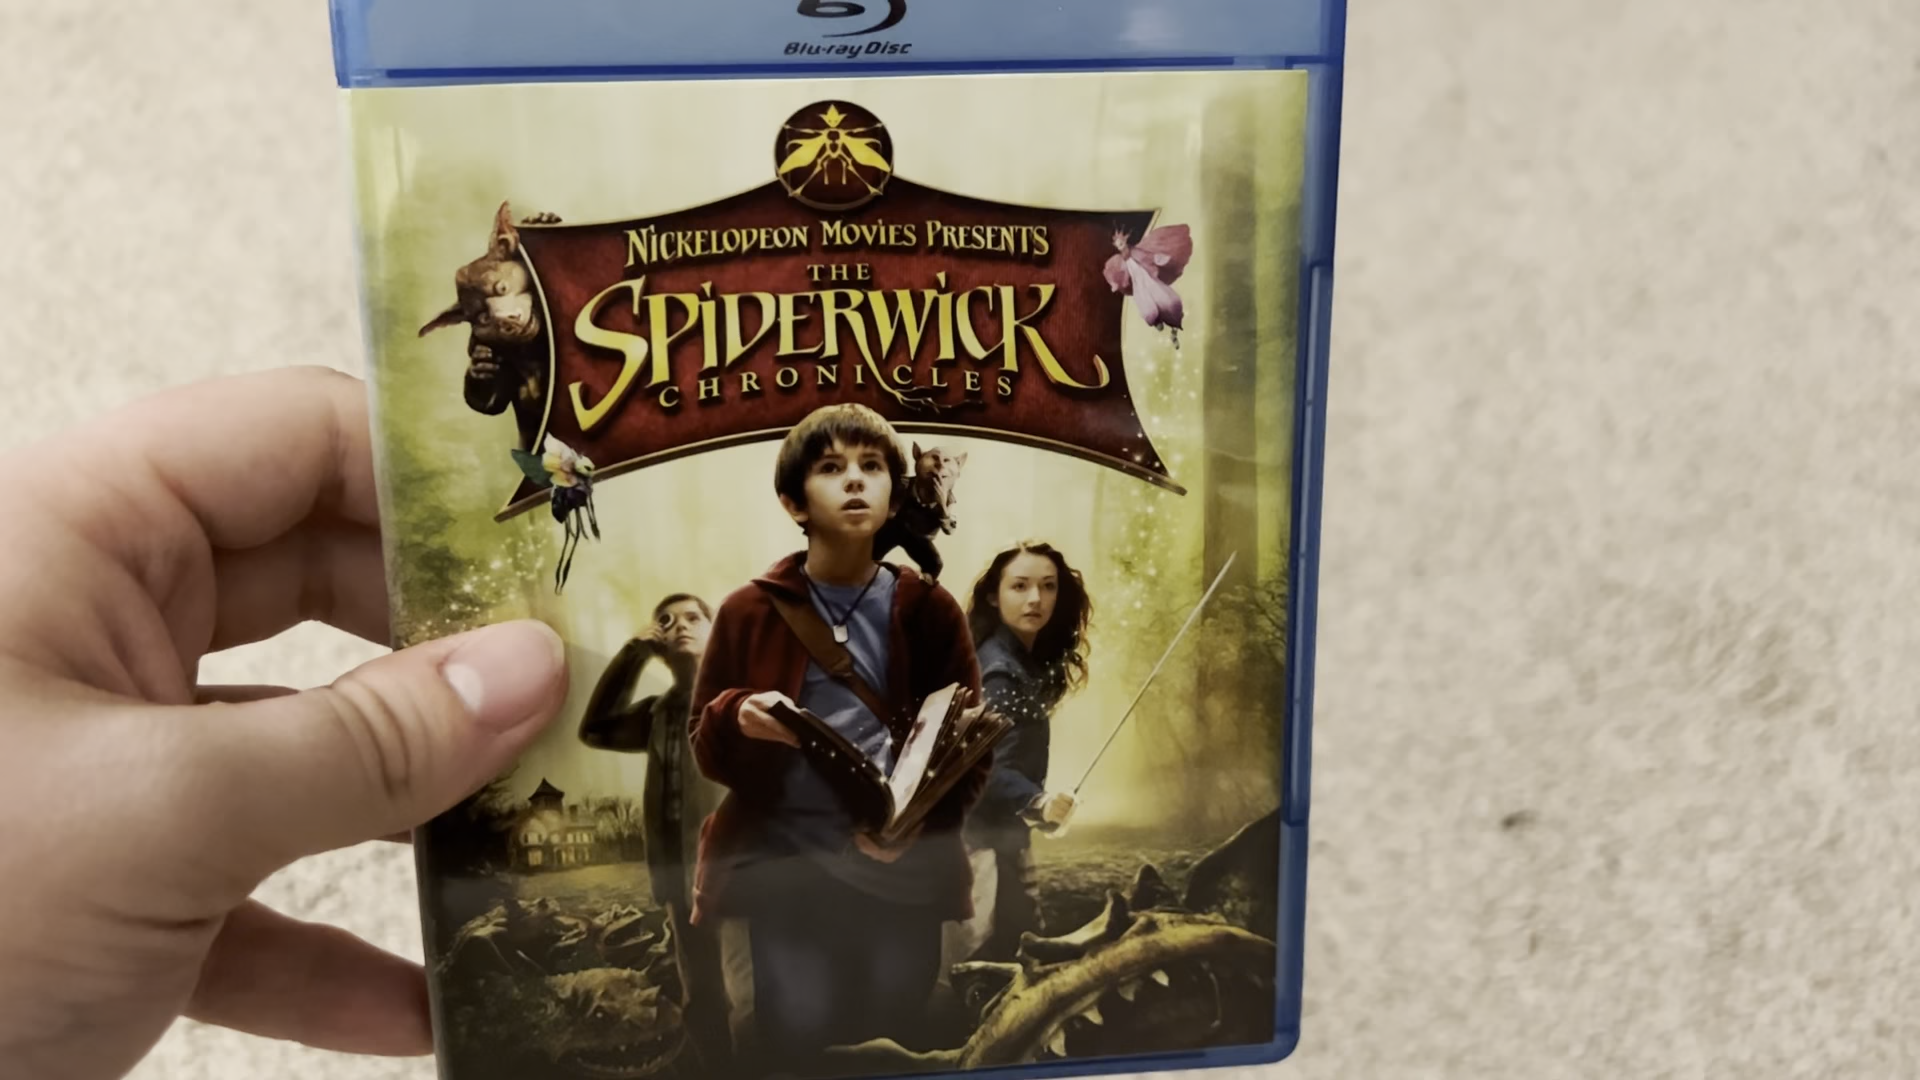 Blu-ray Disc
NICKELODEON MOVIES PRESENTS
THE
SPIDERWICK
CHRONICLES